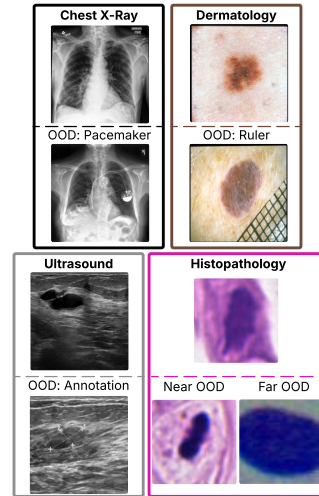 Chest X-Ray
OOD: Pacemaker
Dermatology
OOD: Ruler
Ultrasound
OOD: Annotation
Histopathology
Near OOD
Far OOD